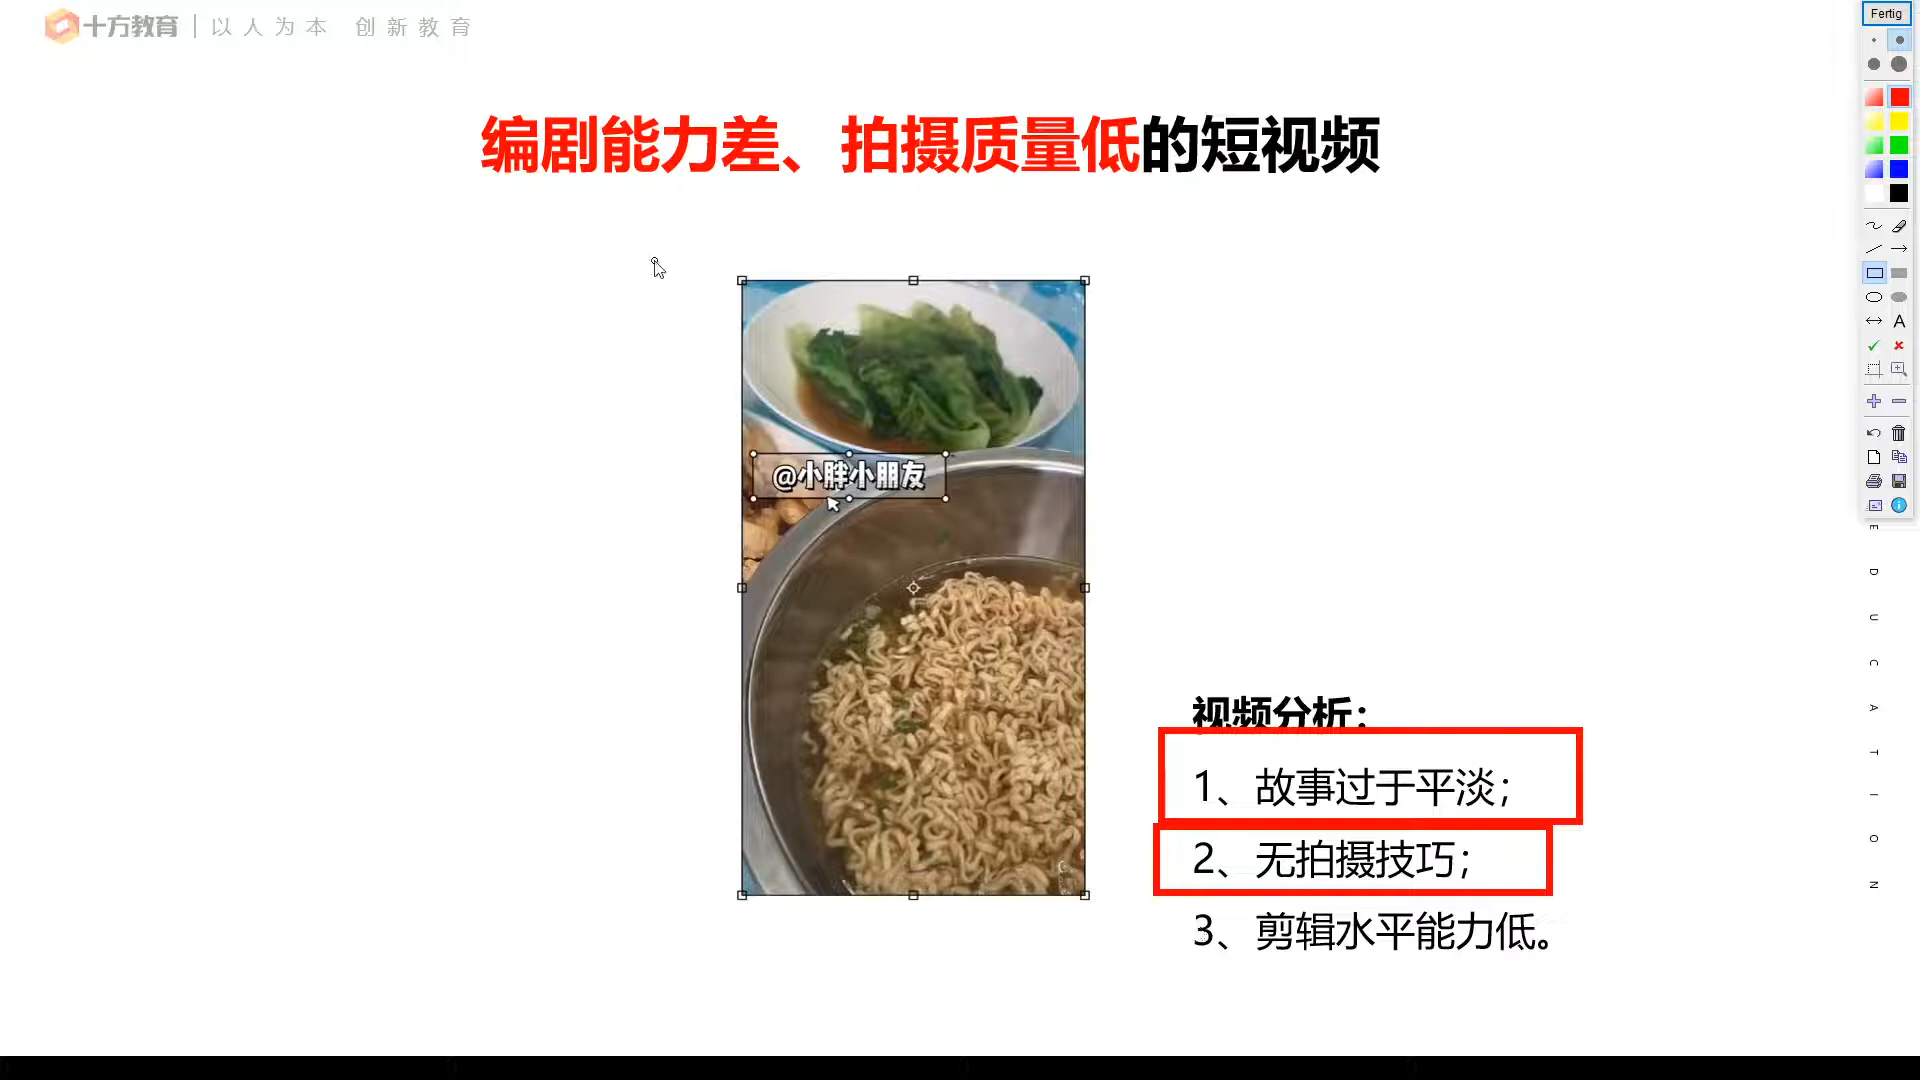 十方教育 | 以人为本 创新教育
Fertig
编剧能力差、拍摄质量低的短视频
@小胖小朋友
视频分析：
1、故事过于平淡；
2、无拍摄技巧；
3、剪辑水平能力低。
E D U C A T I O N